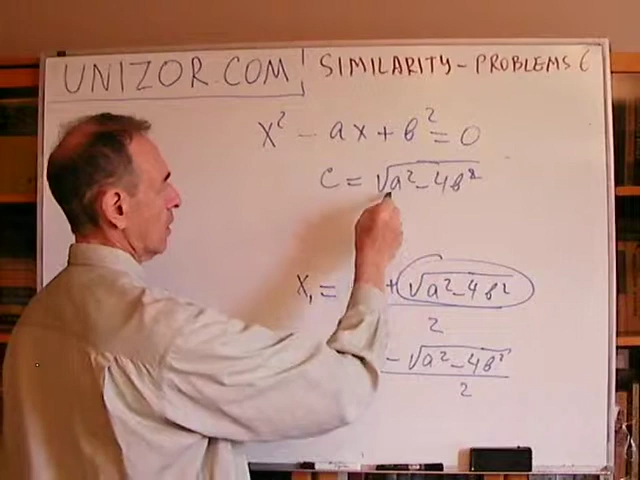 UNIZOR.COM
SIMILARITY - PROBLEMS 6
x² - ax + b² = 0
c = √a² - 4b²
x₁ = + √a² - 4b²
2
- √a² - 4b²
2